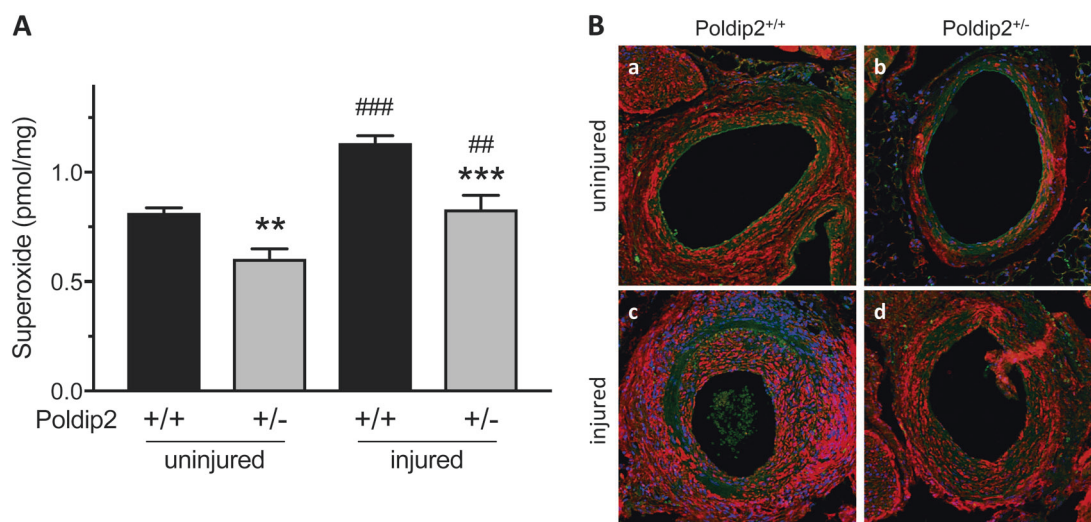 A
Superoxide (pmol/mg)
1.0
0.5
0.0
###
##
***
**
Poldip2 +/+ +/- +/+ +/-
uninjured injured
B
Poldip2+/+ Poldip2+/-
uninjured
a b
injured
c d